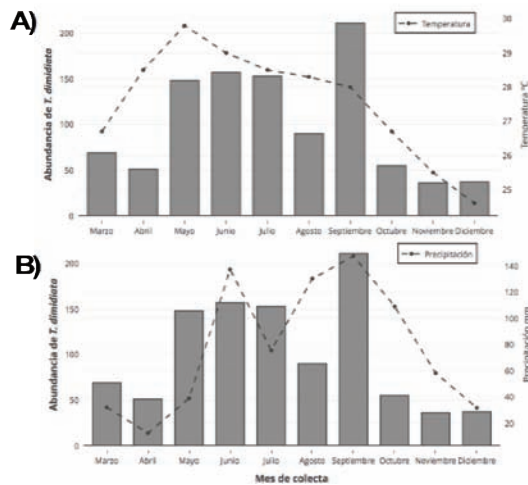 A)
Temperatura
Abundancia de T. dimidiata
200
150
100
50
0
30
29
28
27
26
25
Temperatura °C
Marzo Abril Mayo Junio Julio Agosto Septiembre Octubre Noviembre Diciembre
B)
Precipitación
Abundancia de T. dimidiata
200
150
100
50
0
140
120
100
80
60
40
20
Precipitación mm
Marzo Abril Mayo Junio Julio Agosto Septiembre Octubre Noviembre Diciembre
Mes de colecta